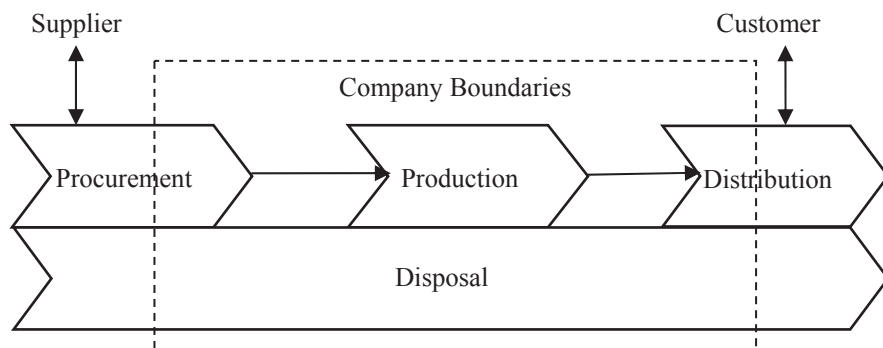 Supplier
Customer
Company Boundaries
Procurement
Production
Distribution
Disposal